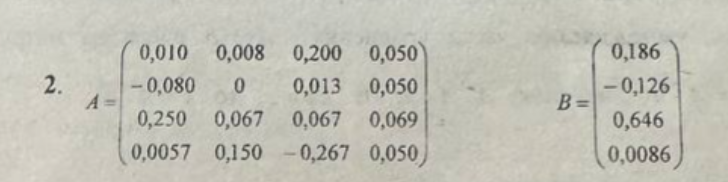 2. A = ( 0,010 0,008 0,200 0,050 B = ( 0,186
-0,080 0 0,013 0,050 -0,126
0,250 0,067 0,067 0,069 0,646
0,0057 0,150 -0,267 0,050 ) 0,0086 )